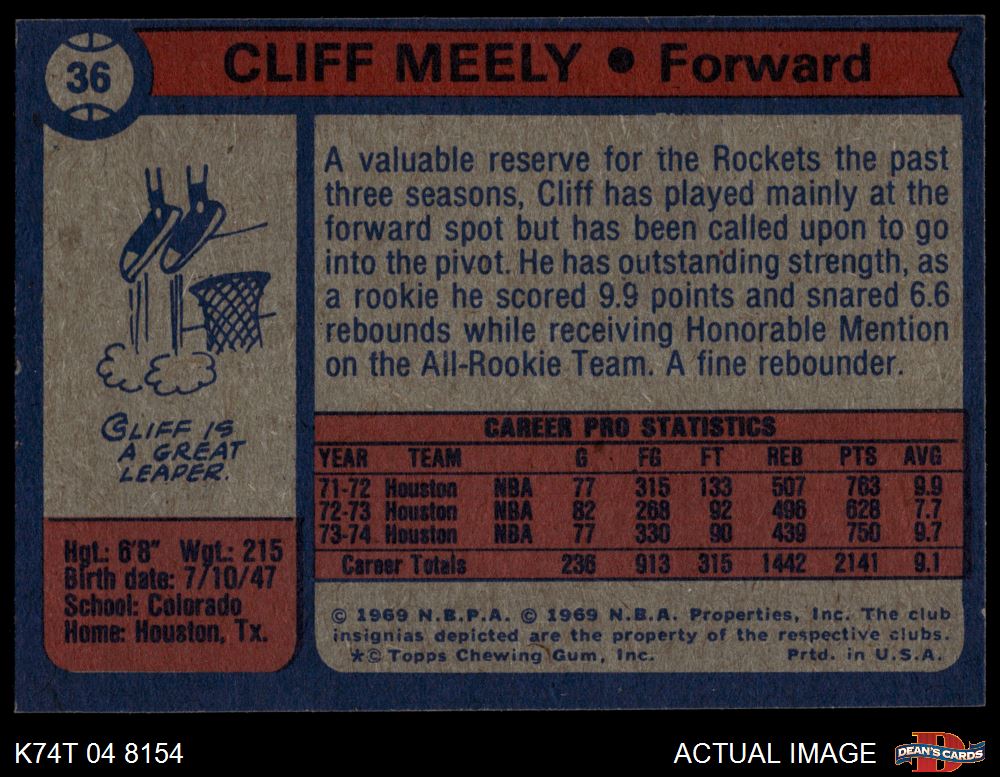 36
CLIFF MEELY • Forward
A valuable reserve for the Rockets the past
three seasons, Cliff has played mainly at the
forward spot but has been called upon to go
into the pivot. He has outstanding strength, as
a rookie he scored 9.9 points and snared 6.6
rebounds while receiving Honorable Mention
on the All-Rookie Team. A fine rebounder.
CLIFF IS
A GREAT
LEAPER.
Hgt.: 6'8" Wgt.: 215
Birth date: 7/10/47
School: Colorado
Home: Houston, Tx.
CAREER PRO STATISTICS
YEAR TEAM G FG FT REB PTS AVG
71-72 Houston NBA 77 315 133 507 763 9.9
72-73 Houston NBA 82 268 92 496 628 7.7
73-74 Houston NBA 77 330 90 439 750 9.7
Career Totals 236 913 315 1442 2141 9.1
© 1969 N.B.P.A. © 1969 N.B.A. Properties, Inc. The club
insignias depicted are the property of the respective clubs.
*© Topps Chewing Gum, Inc. Prtd. in U.S.A.
K74T 04 8154
ACTUAL IMAGE
D
DEAN'S CARDS